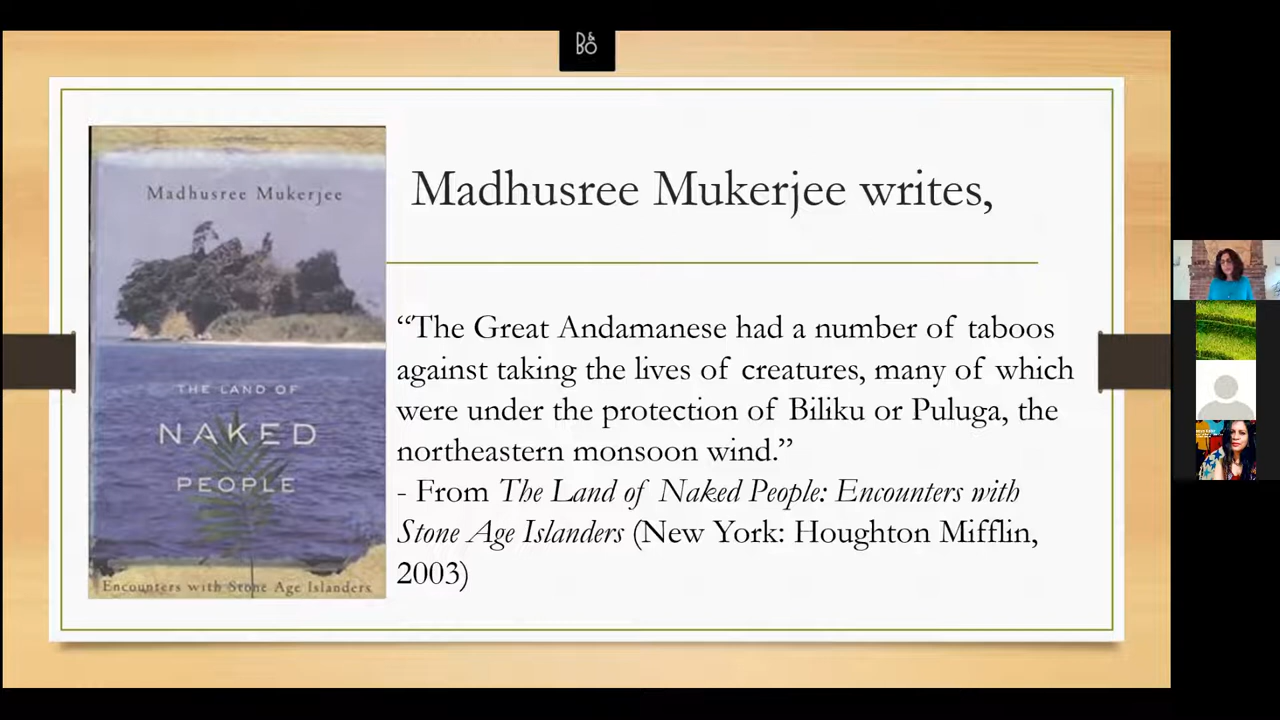 B&O
Madhusree Mukerjee
THE LAND OF
NAKED
PEOPLE
Encounters with Stone Age Islanders
Madhusree Mukerjee writes,
“The Great Andamanese had a number of taboos
against taking the lives of creatures, many of which
were under the protection of Biliku or Puluga, the
northeastern monsoon wind.”
- From The Land of Naked People: Encounters with
Stone Age Islanders (New York: Houghton Mifflin,
2003)